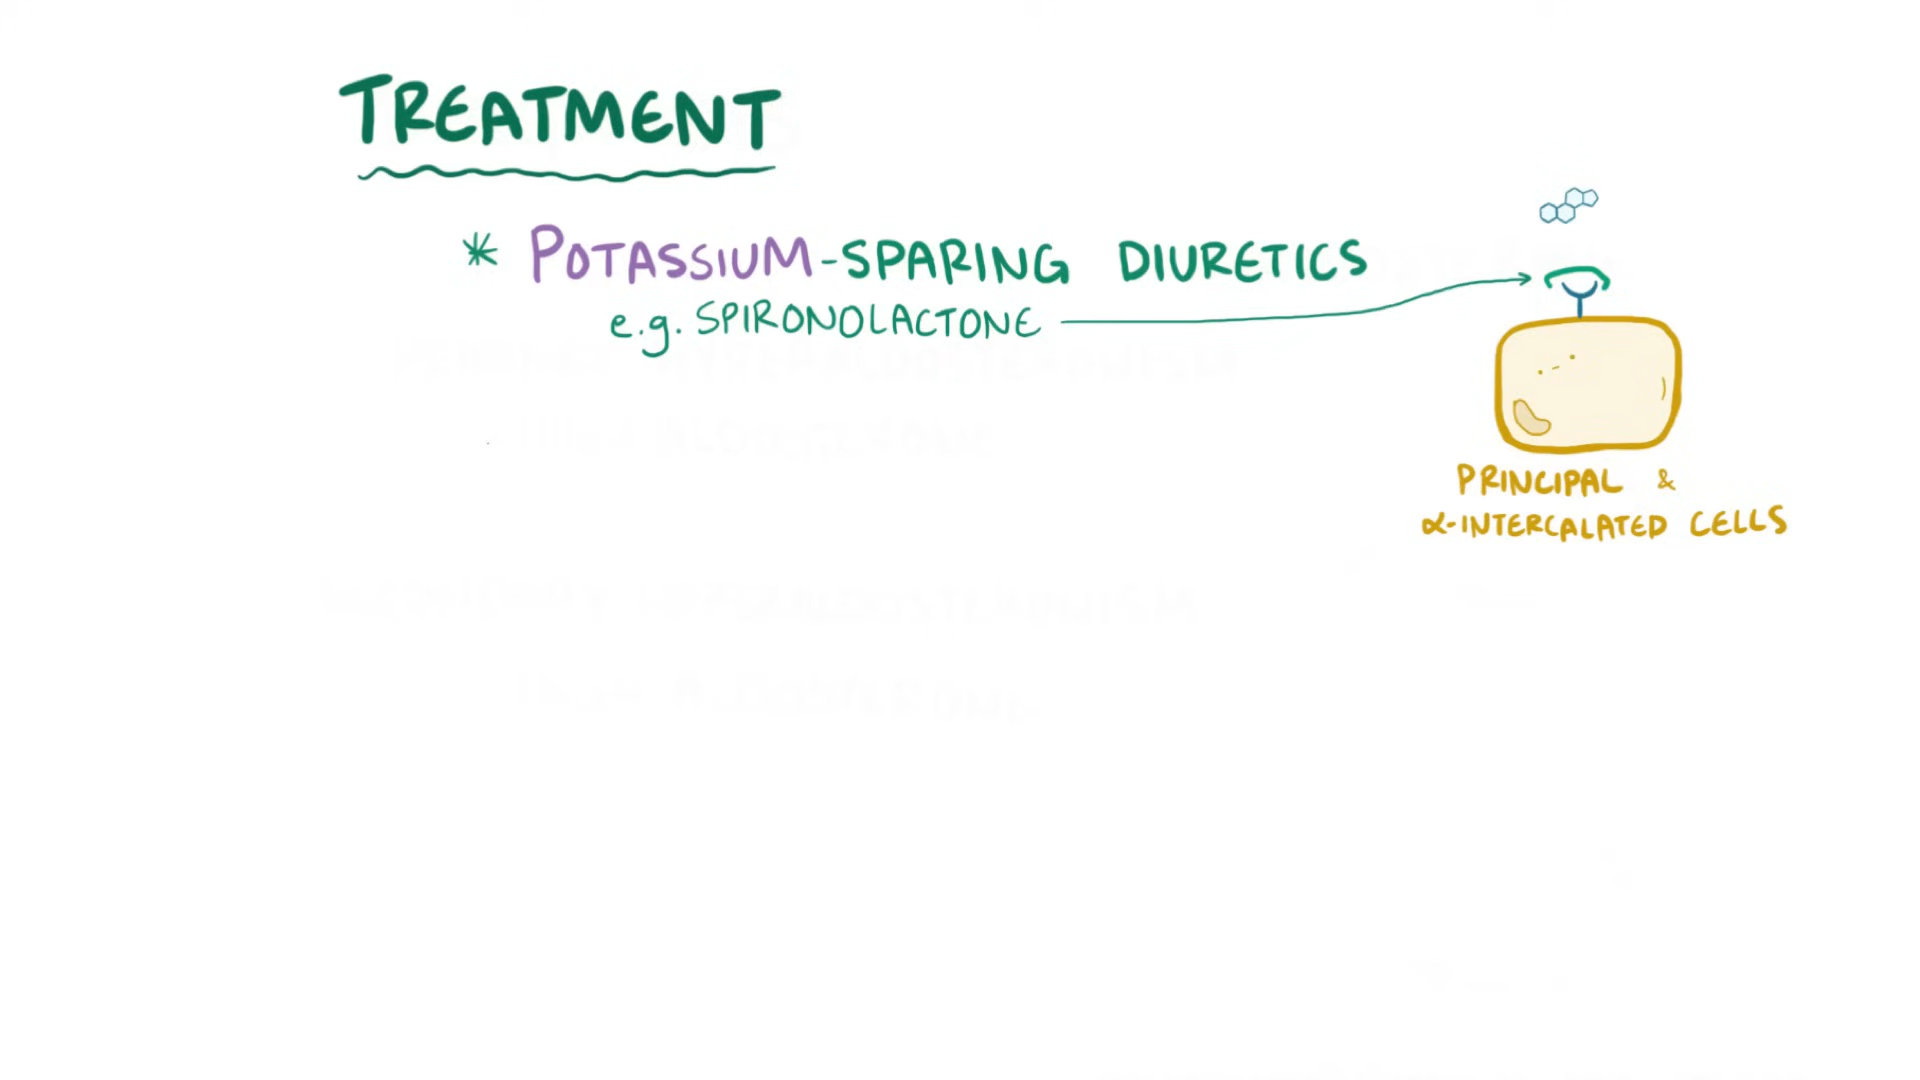 TREATMENT
* POTASSIUM-SPARING DIURETICS
e.g. SPIRONOLACTONE
PRINCIPAL &
α-INTERCALATED CELLS